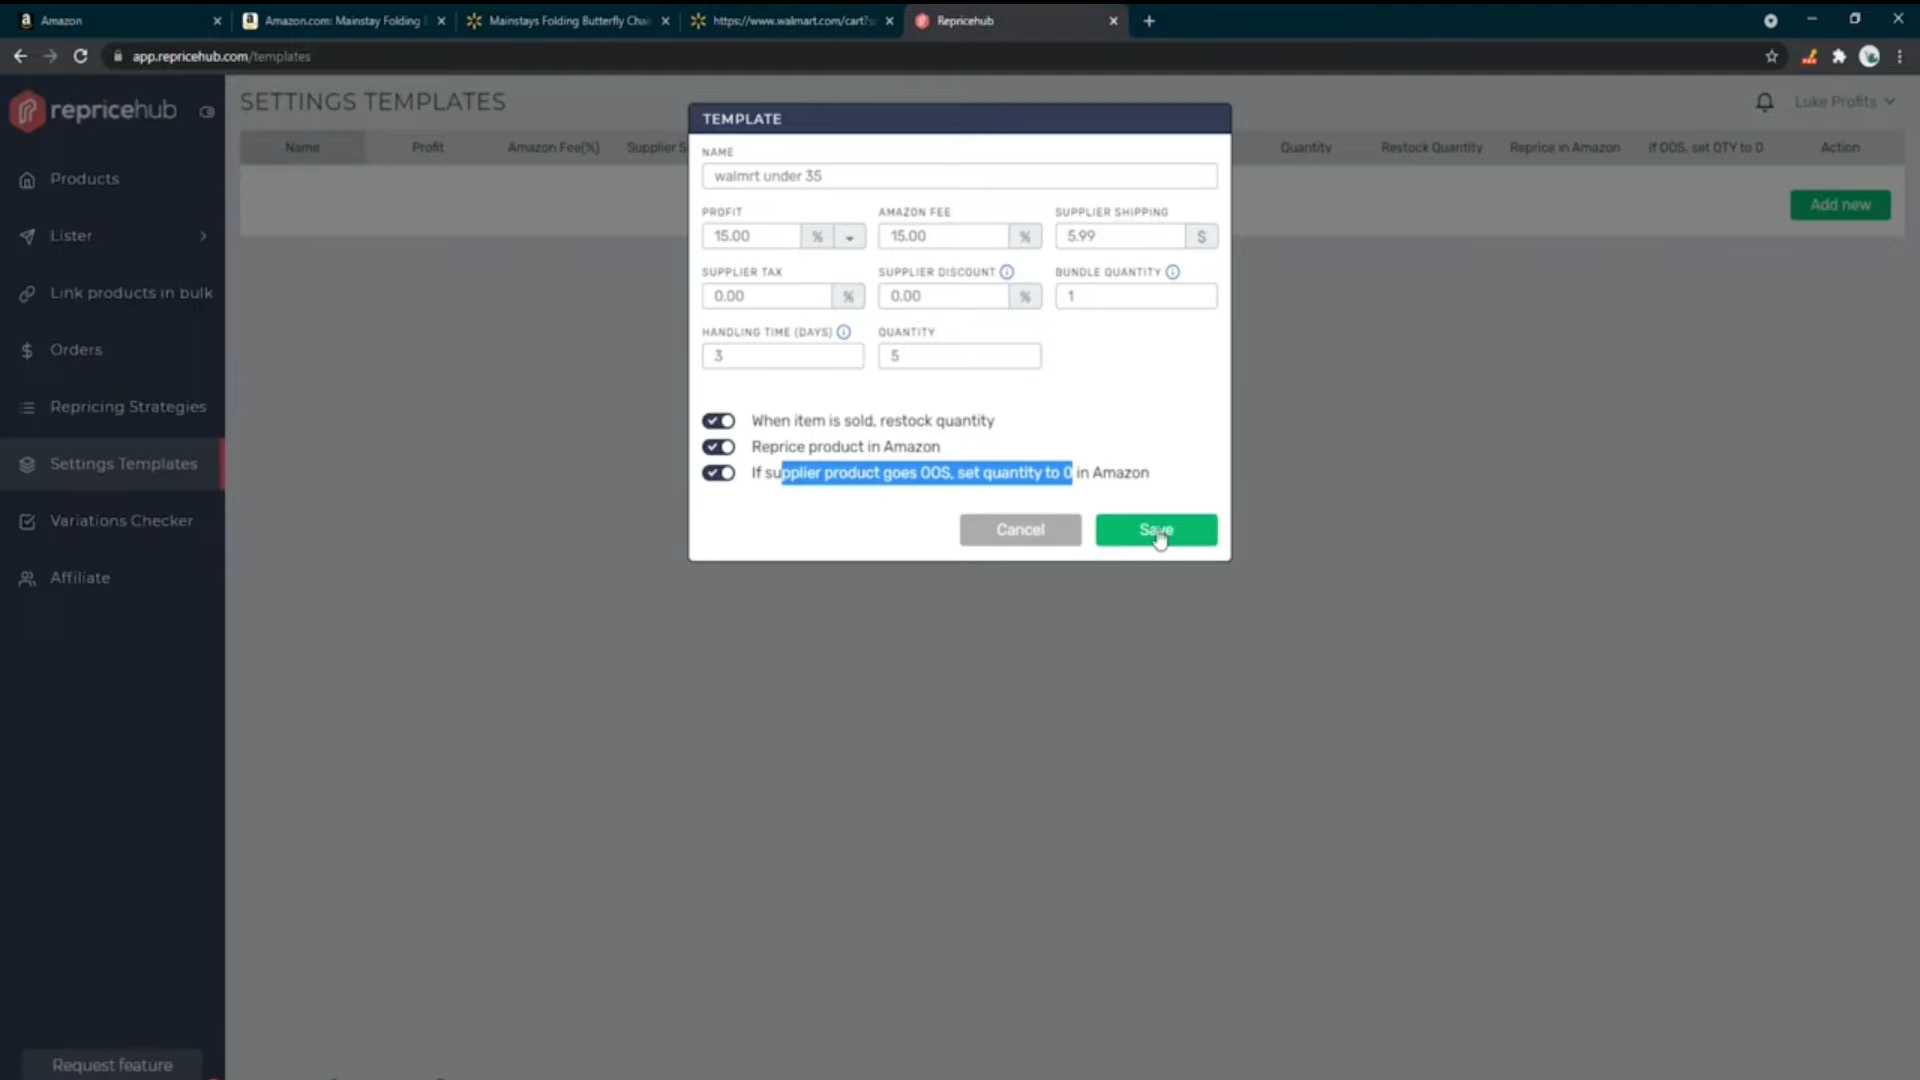 Amazon
Amazon.com: Mainstay Folding
Mainstays Folding Butterfly Chai
https://www.walmart.com/cart?s
Repricehub
app.repricehub.com/templates
repricehub
SETTINGS TEMPLATES
Luke Profits
Name Profit Amazon Fee(%) Supplier S Quantity Restock Quantity Reprice in Amazon If OOS, set QTY to 0 Action
Add new
Products
Lister
Link products in bulk
Orders
Repricing Strategies
Settings Templates
Variations Checker
Affiliate
Request feature
TEMPLATE
NAME
walmrt under 35
PROFIT AMAZON FEE SUPPLIER SHIPPING
15.00 % 15.00 % 5.99 $
SUPPLIER TAX SUPPLIER DISCOUNT BUNDLE QUANTITY
0.00 % 0.00 % 1
HANDLING TIME (DAYS) QUANTITY
3 5
When item is sold, restock quantity
Reprice product in Amazon
If supplier product goes OOS, set quantity to 0 in Amazon
Cancel Save